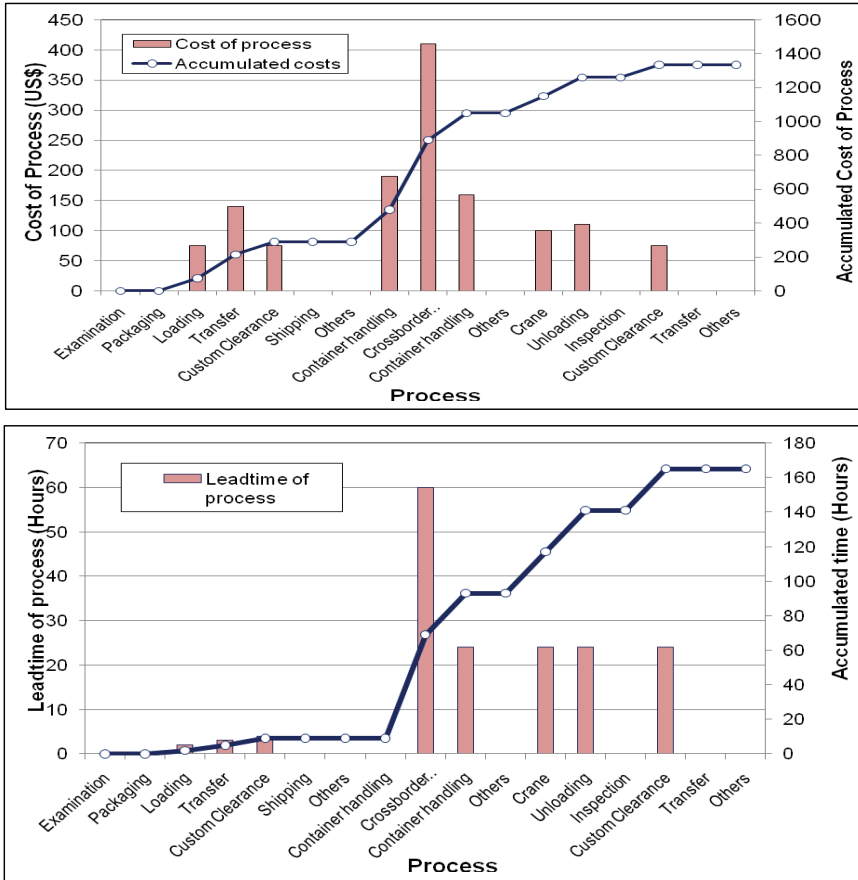 450
400
350
300
250
200
150
100
50
0
Cost of Process (US$)
Cost of process
Accumulated costs
1600
1400
1200
1000
800
600
400
200
0
Accumulated Cost of Process
Examination
Packaging
Loading
Transfer
Custom Clearance
Shipping
Others
Container handling
Crossborder..
Container handling
Others
Crane
Unloading
Inspection
Custom Clearance
Transfer
Others
Process
70
60
50
40
30
20
10
0
Leadtime of process (Hours)
Leadtime of
process
180
160
140
120
100
80
60
40
20
0
Accumulated time (Hours)
Examination
Packaging
Loading
Transfer
Custom Clearance
Shipping
Others
Container handling
Crossborder..
Container handling
Others
Crane
Unloading
Inspection
Custom Clearance
Transfer
Others
Process